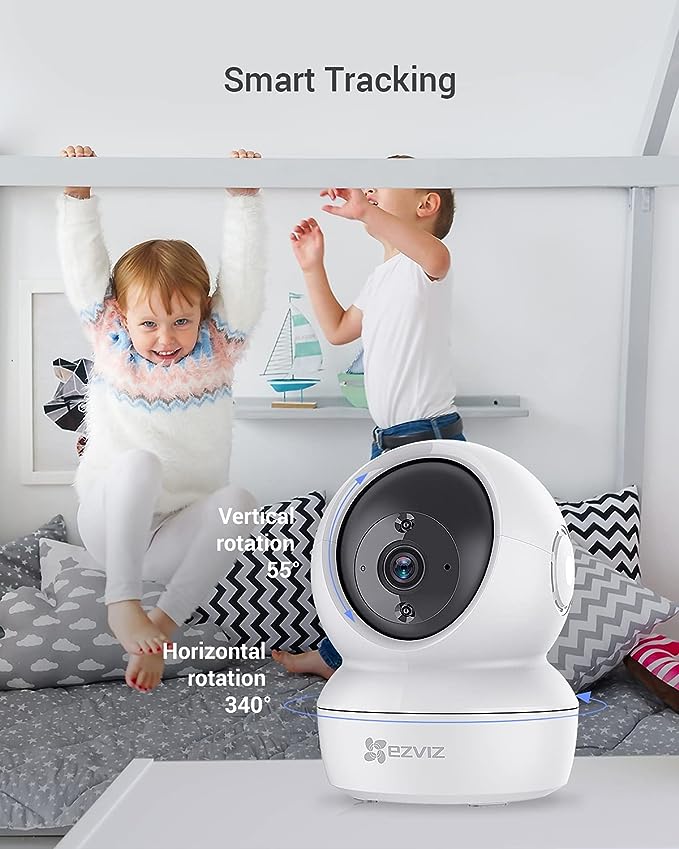 Smart Tracking
Vertical
rotation
55°
Horizontal
rotation
340°
ezviz